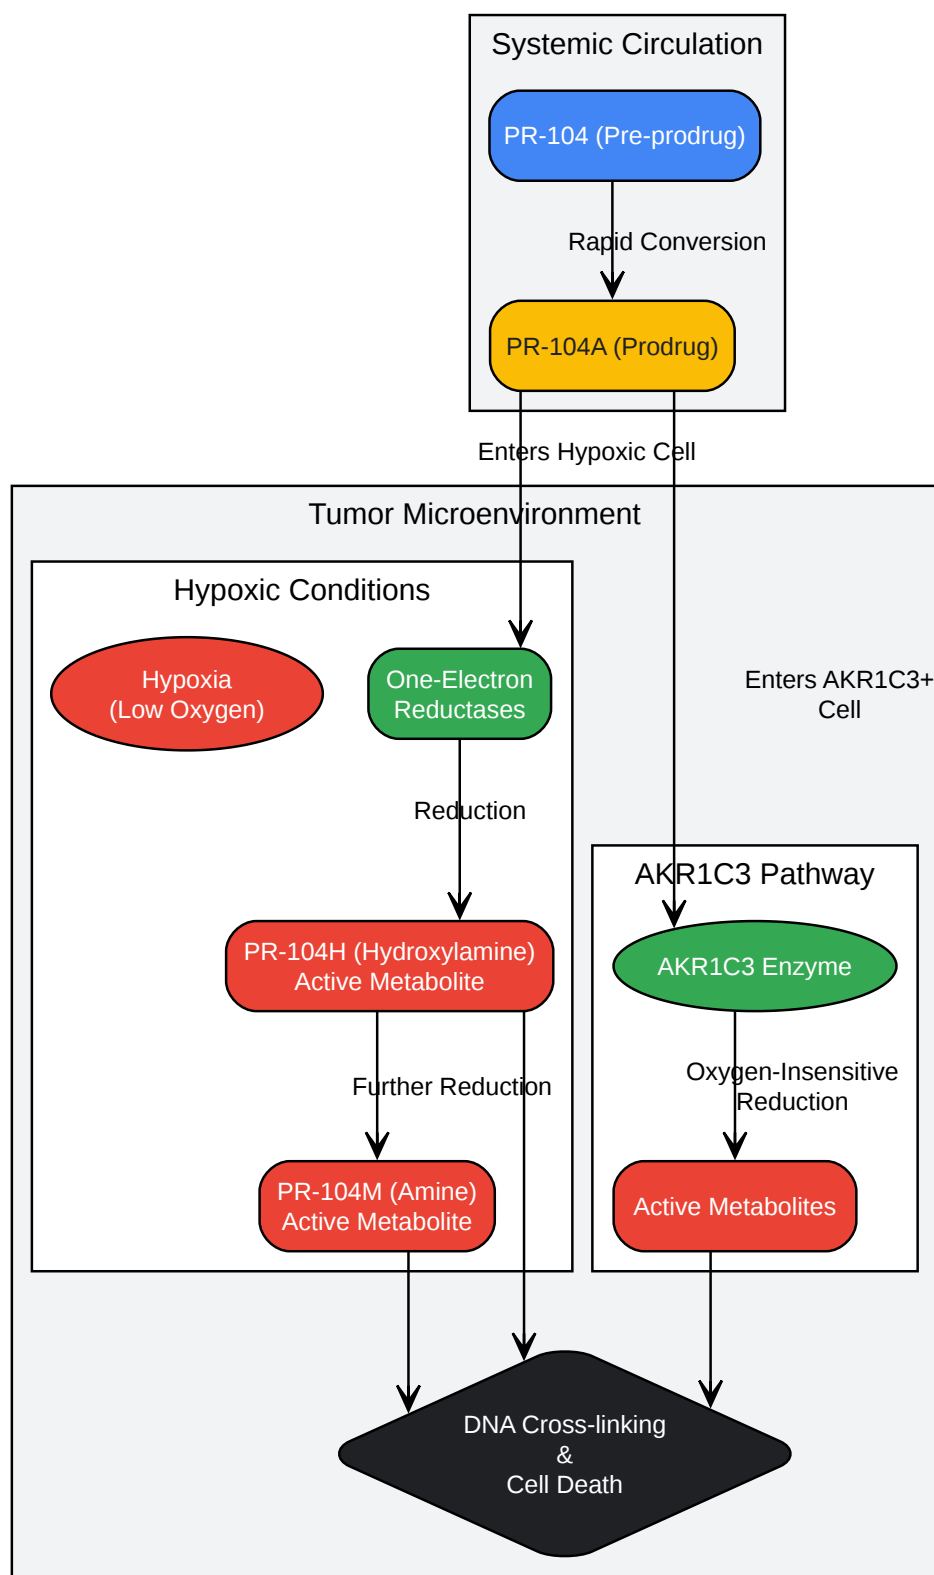 Systemic Circulation
PR-104 (Pre-prodrug)
Rapid Conversion
PR-104A (Prodrug)
Enters Hypoxic Cell
Tumor Microenvironment
Hypoxic Conditions
Hypoxia
(Low Oxygen)
One-Electron
Reductases
Enters AKR1C3+
Cell
Reduction
AKR1C3 Pathway
PR-104H (Hydroxylamine)
Active Metabolite
AKR1C3 Enzyme
Further Reduction
Oxygen-Insensitive
Reduction
PR-104M (Amine)
Active Metabolite
Active Metabolites
DNA Cross-linking
&
Cell Death